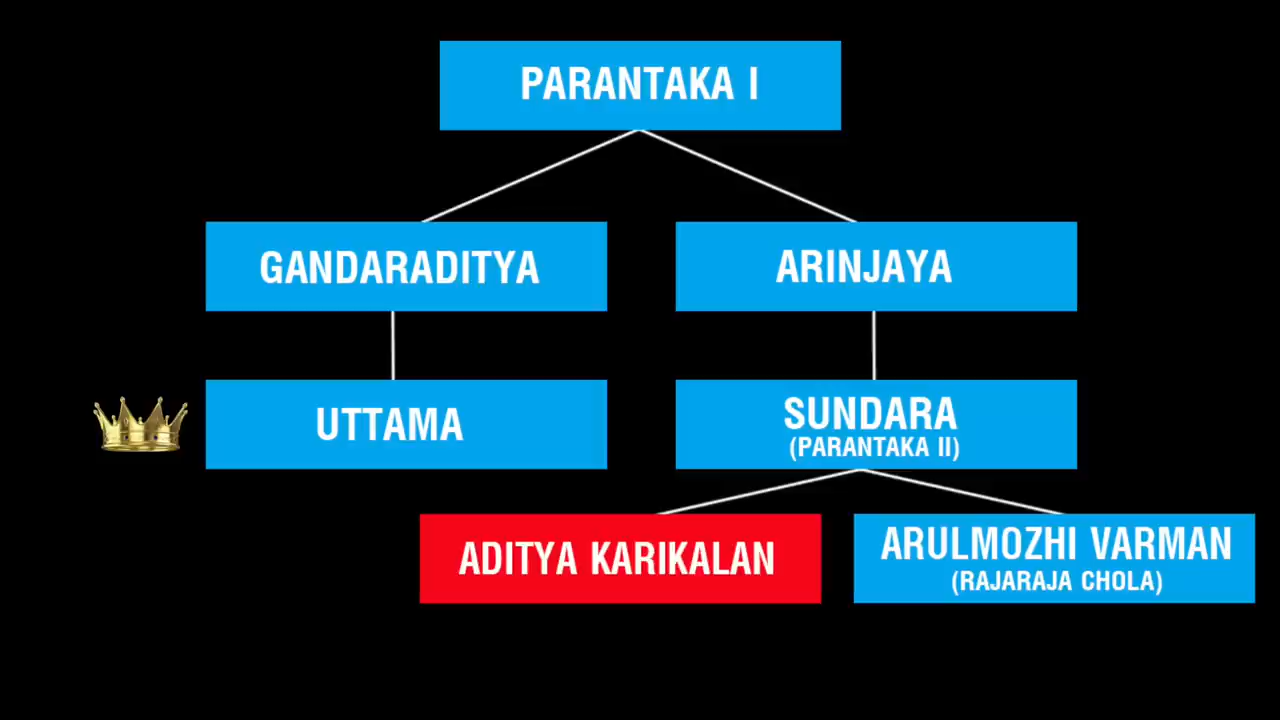 PARANTAKA I
GANDARADITYA
ARINJAYA
UTTAMA
SUNDARA
(PARANTAKA II)
ADITYA KARIKALAN
ARULMOZHI VARMAN
(RAJARAJA CHOLA)